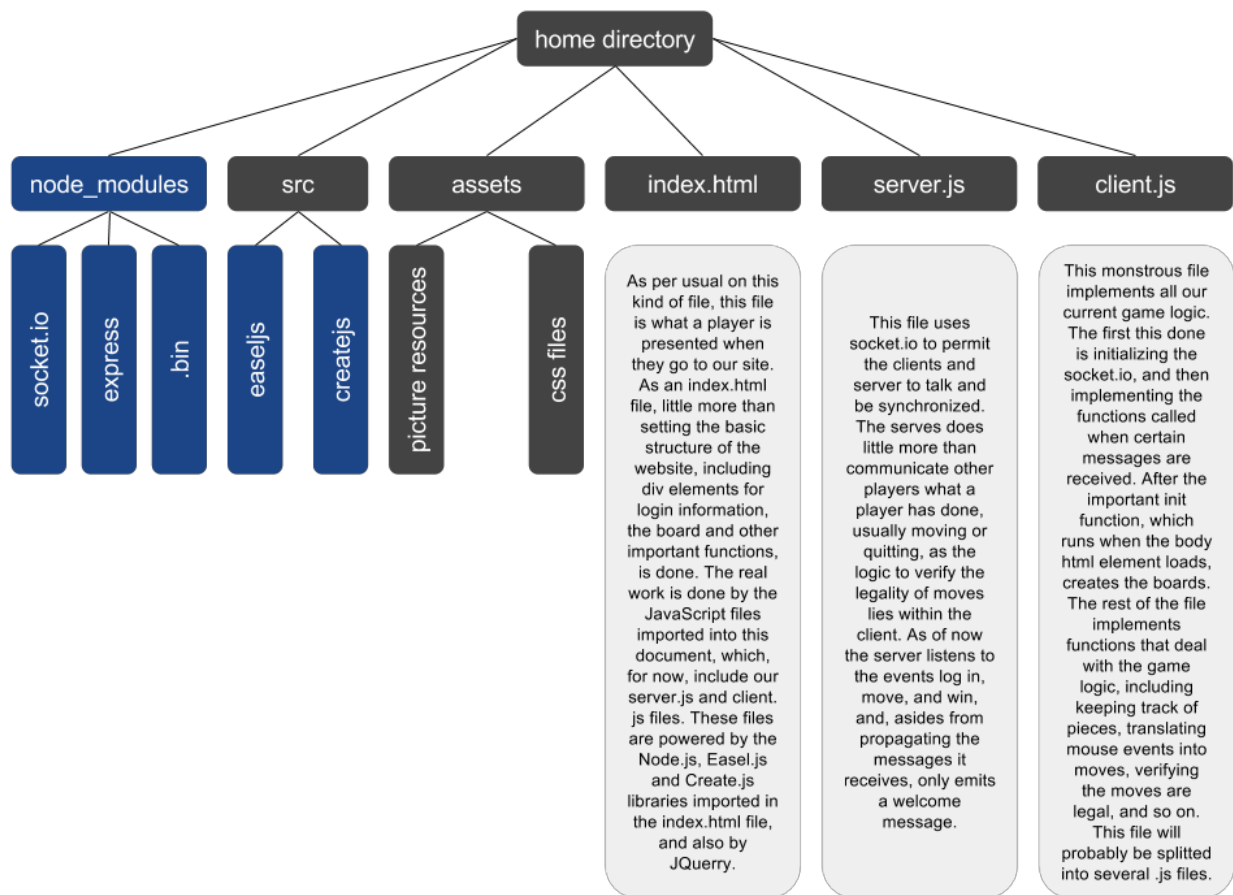 home directory
node_modules
src
assets
index.html
server.js
client.js
socket.io
express
.bin
easeljs
createjs
picture resources
css files
As per usual on this
kind of file, this file
is what a player is
presented when
they go to our site.
As an index.html
file, little more than
setting the basic
structure of the
website, including
div elements for
login information,
the board and other
important functions,
is done. The real
work is done by the
JavaScript files
imported into this
document, which,
for now, include our
server.js and client.
js files. These files
are powered by the
Node.js, Easel.js
and Create.js
libraries imported in
the index.html file,
and also by
JQuerry.
This file uses
socket.io to permit
the clients and
server to talk and
be synchronized.
The serves does
little more than
communicate other
players what a
player has done,
usually moving or
quitting, as the
logic to verify the
legality of moves
lies within the
client. As of now
the server listens to
the events log in,
move, and win,
and, asides from
propagating the
messages it
receives, only emits
a welcome
message.
This monstrous file
implements all our
current game logic.
The first this done
is initializing the
socket.io, and then
implementing the
functions called
when certain
messages are
received. After the
important init
function, which
runs when the body
html element loads,
creates the boards.
The rest of the file
implements
functions that deal
with the game
logic, including
keeping track of
pieces, translating
mouse events into
moves, verifying
the moves are
legal, and so on.
This file will
probably be splitted
into several .js files.